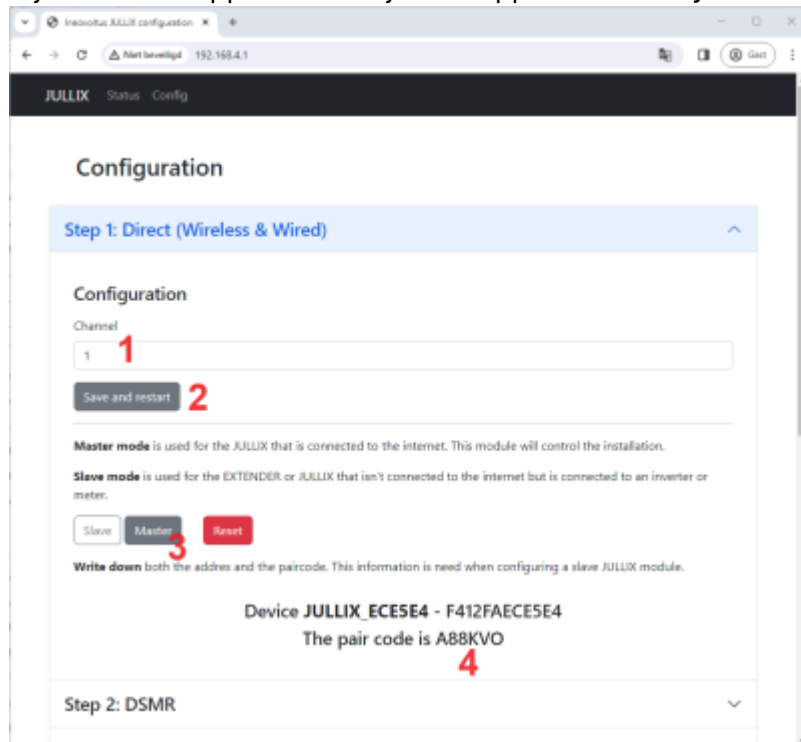 Ineovoltus JULLIX configuration
Niet beveiligd 192.168.4.1
Gast
JULLIX Status Config
Configuration
Step 1: Direct (Wireless & Wired)
Configuration
Channel
1 1
Save and restart 2
Master mode is used for the JULLIX that is connected to the internet. This module will control the installation.
Slave mode is used for the EXTENDER or JULLIX that isn't connected to the internet but is connected to an inverter or
meter.
Slave Master Reset
3
Write down both the addres and the paircode. This information is need when configuring a slave JULLIX module.
Device JULLIX_ECE5E4 - F412FAECE5E4
The pair code is A88KVO
4
Step 2: DSMR